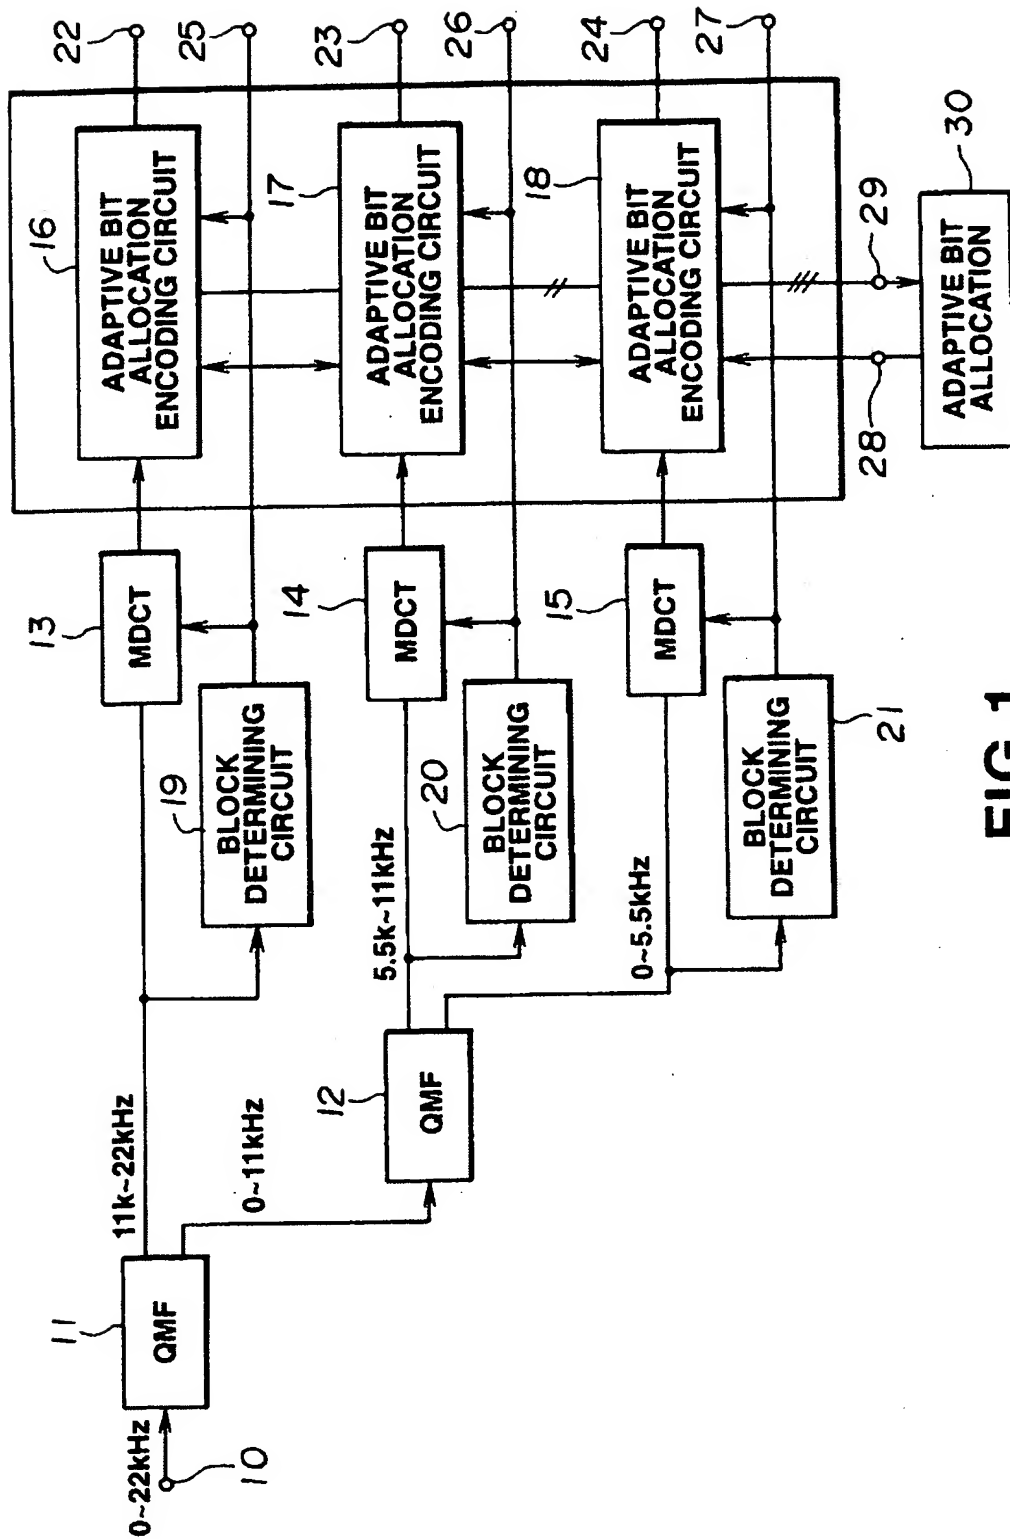 0~22kHz
10
11
QMF
11k~22kHz
0~11kHz
12
QMF
5.5k~11kHz
0~5.5kHz
19
BLOCK
DETERMINING
CIRCUIT
20
BLOCK
DETERMINING
CIRCUIT
21
BLOCK
DETERMINING
CIRCUIT
13
MDCT
14
MDCT
15
MDCT
16
ADAPTIVE BIT
ALLOCATION
ENCODING CIRCUIT
17
ADAPTIVE BIT
ALLOCATION
ENCODING CIRCUIT
18
ADAPTIVE BIT
ALLOCATION
ENCODING CIRCUIT
22
25
23
26
24
27
28
29
30
ADAPTIVE BIT
ALLOCATION
FIG.1